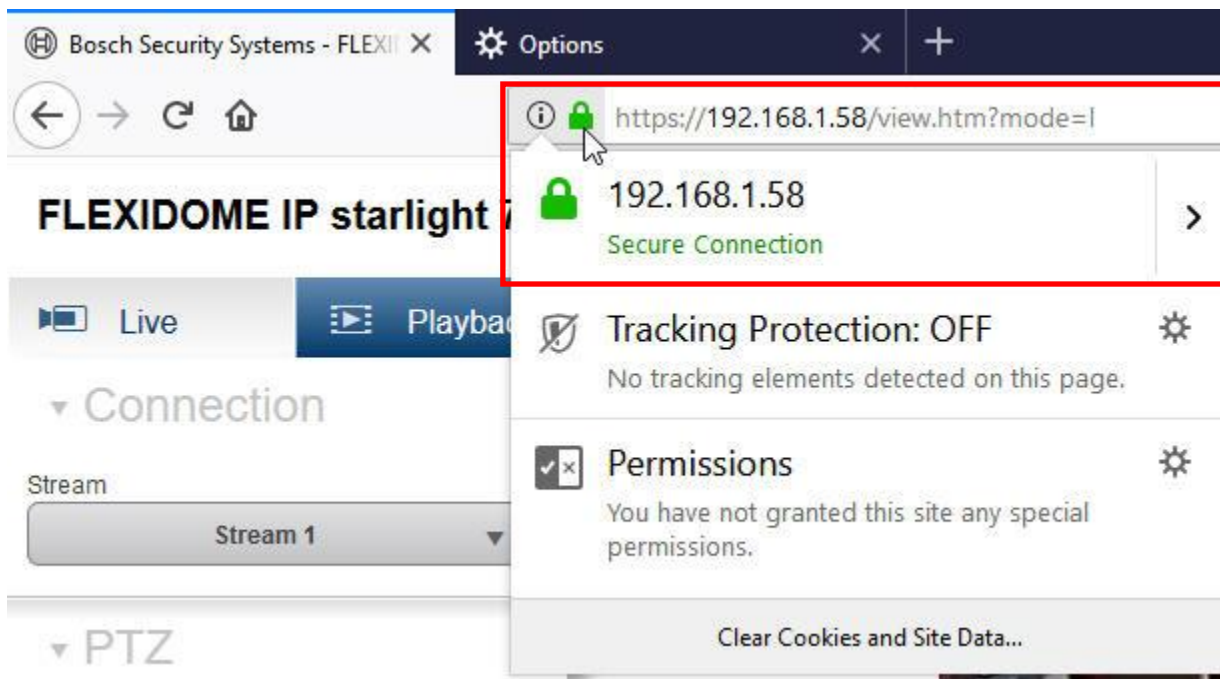 Bosch Security Systems - FLEXI
Options
https://192.168.1.58/view.htm?mode=l
FLEXIDOME IP starlight
192.168.1.58
Secure Connection
Live
Playba
Tracking Protection: OFF
No tracking elements detected on this page.
Connection
Stream
Stream 1
Permissions
You have not granted this site any special
permissions.
PTZ
Clear Cookies and Site Data...